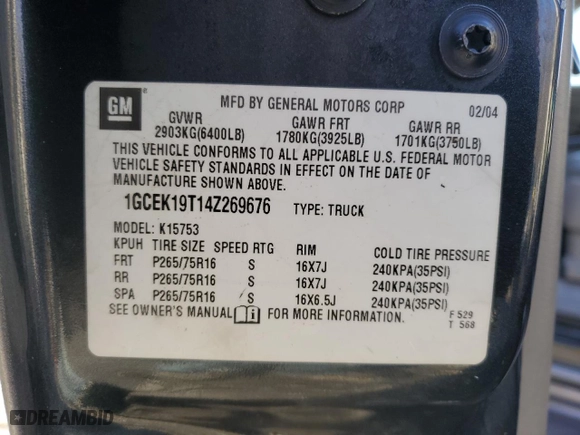 GM
MFD BY GENERAL MOTORS CORP 02/04
GVWR GAWR FRT GAWR RR
2903KG(6400LB) 1780KG(3925LB) 1701KG(3750LB)
THIS VEHICLE CONFORMS TO ALL APPLICABLE U.S. FEDERAL MOTOR
VEHICLE SAFETY STANDARDS IN EFFECT ON THE DATE OF
MANUFACTURE SHOWN ABOVE.
1GCEK19T14Z269676 TYPE: TRUCK
MODEL: K15753
KPUH TIRE SIZE SPEED RTG RIM COLD TIRE PRESSURE
FRT P265/75R16 S 16X7J 240KPA(35PSI)
RR P265/75R16 S 16X7J 240KPA(35PSI)
SPA P265/75R16 S 16X6.5J 240KPA(35PSI)
SEE OWNER'S MANUAL FOR MORE INFORMATION.
F 529
T 568
DREAMBID